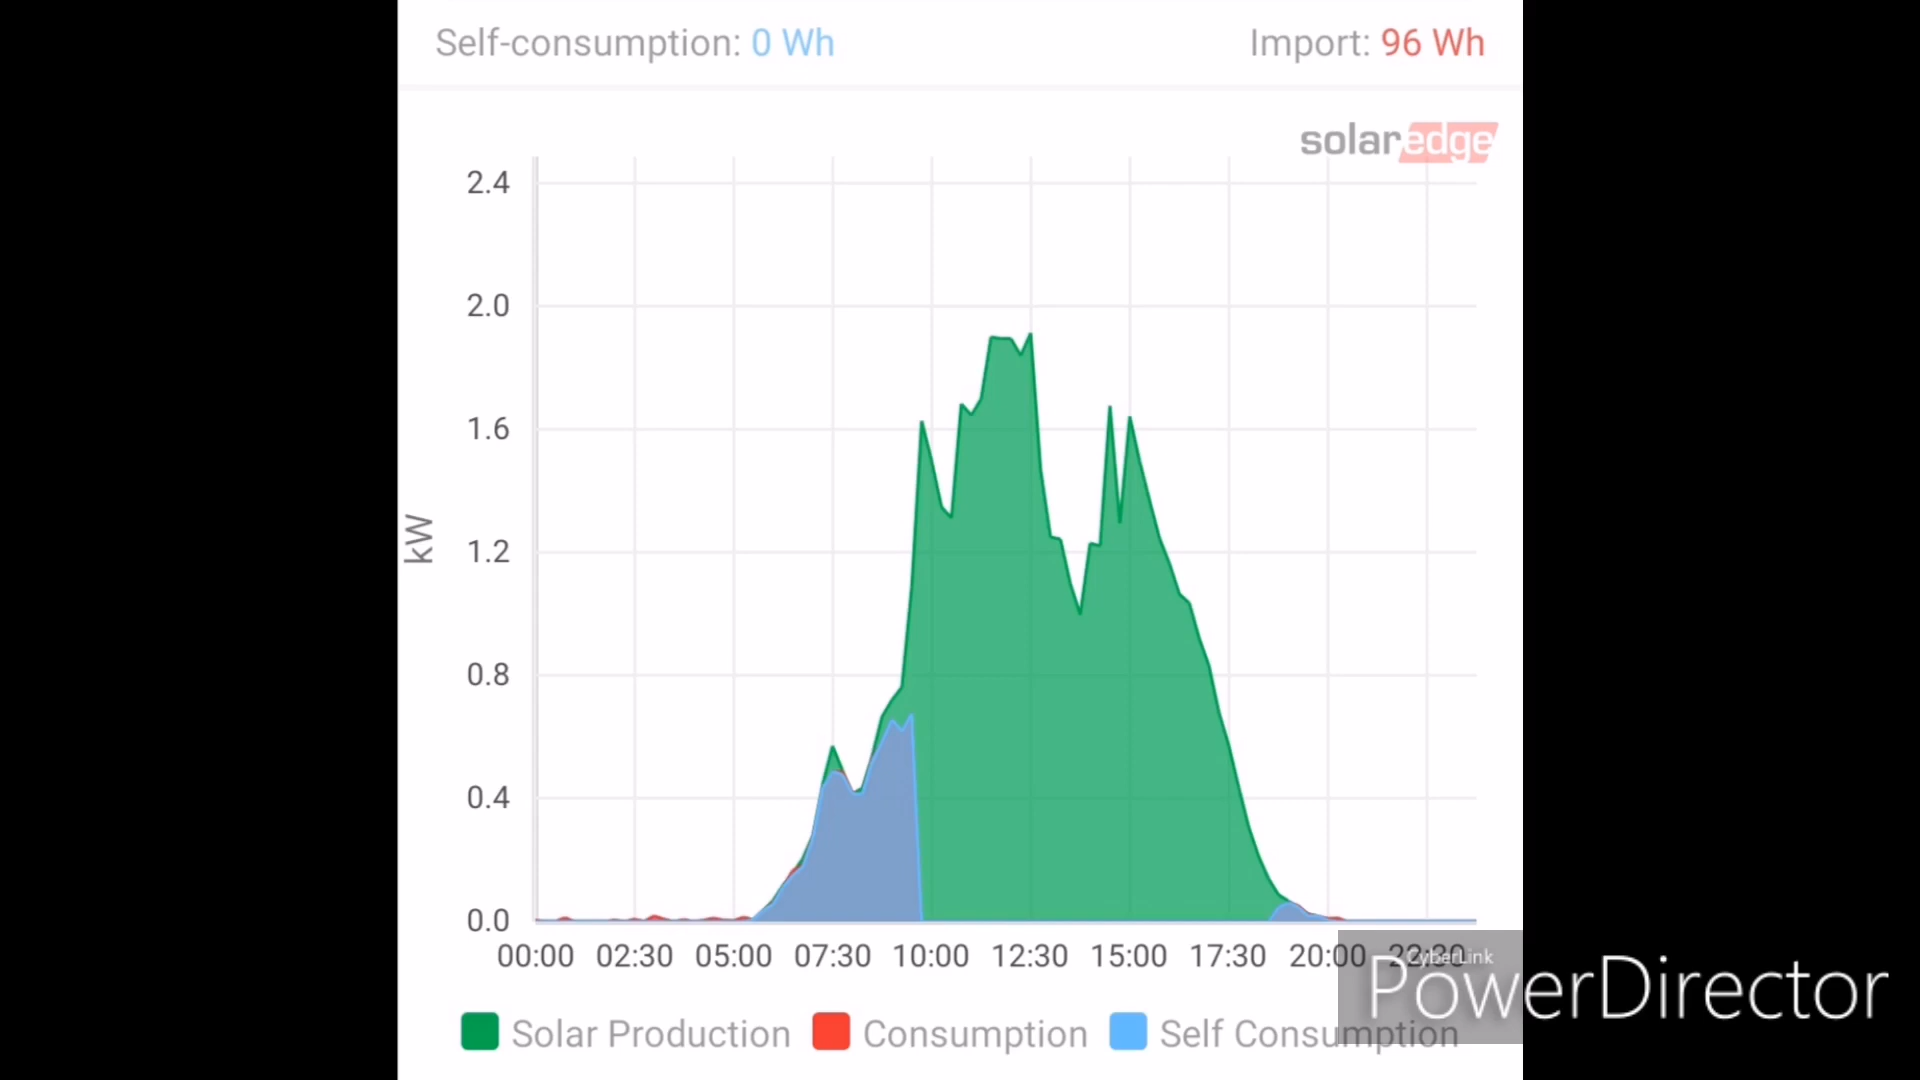 Self-consumption: 0 Wh Import: 96 Wh
solaredge
2.4
2.0
1.6
1.2
0.8
0.4
0.0
kW
00:00 02:30 05:00 07:30 10:00 12:30 15:00 17:30 20:00 22:30
CyberLink
PowerDirector
Solar Production Consumption Self Consumption